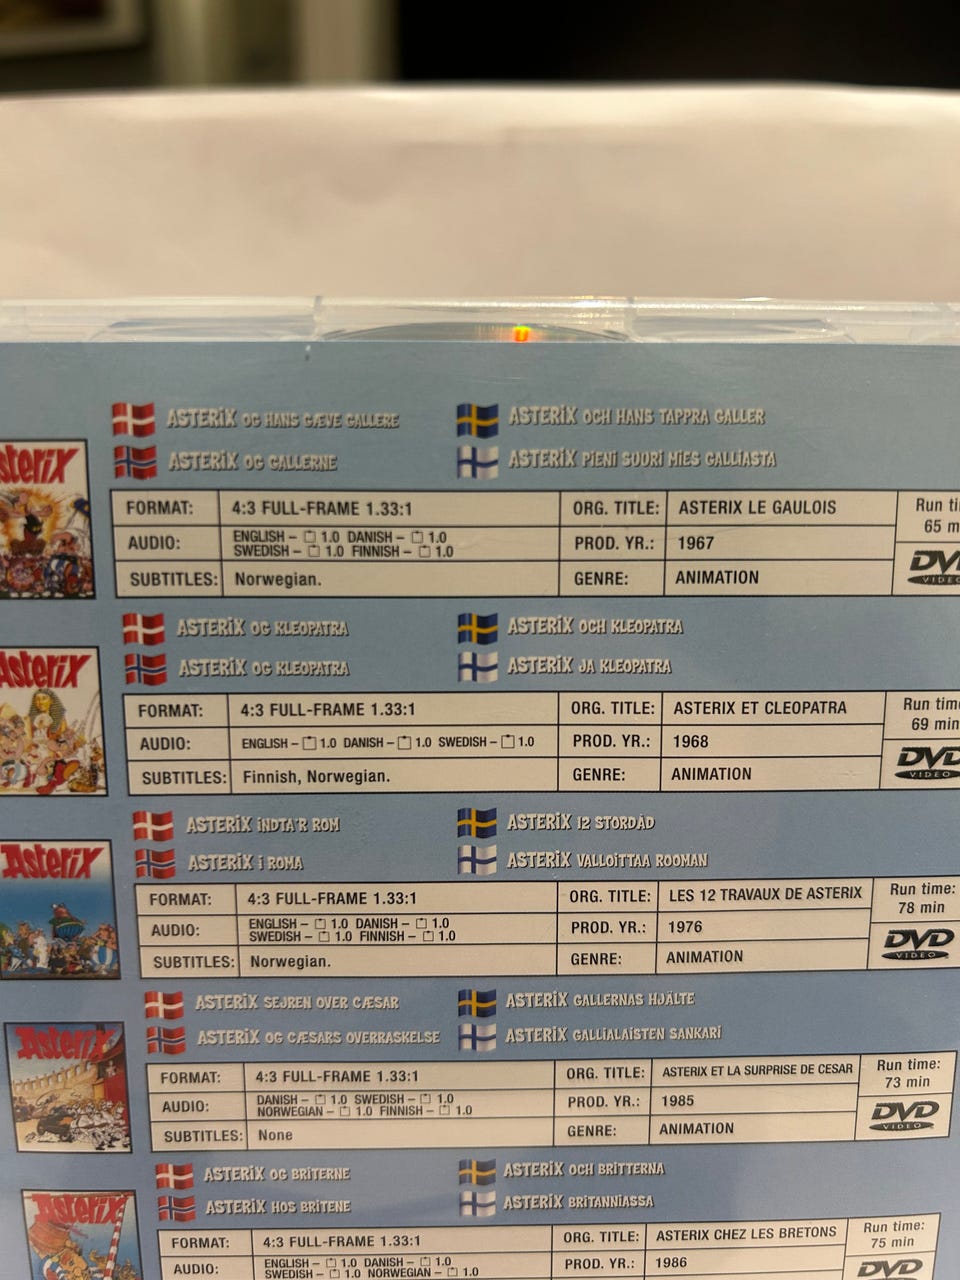 ASTERIX OG HANS GÆVE GALLERE
ASTERIX OCH HANS TAPPRA GALLER
ASTERIX OG GALLERNE
ASTERIX PIENI SUURI MIES GALLIASTA
sterix
FORMAT: 4:3 FULL-FRAME 1.33:1 ORG. TITLE: ASTERIX LE GAULOIS
AUDIO: ENGLISH – 1.0 DANISH – 1.0
SWEDISH – 1.0 FINNISH – 1.0
PROD. YR.: 1967
SUBTITLES: Norwegian. GENRE: ANIMATION
Run ti
65 m
DVD
VIDEO
ASTERIX OG KLEOPATRA
ASTERIX OCH KLEOPATRA
ASTERIX OG KLEOPATRA
ASTERIX JA KLEOPATRA
Asterix
FORMAT: 4:3 FULL-FRAME 1.33:1 ORG. TITLE: ASTERIX ET CLEOPATRA
AUDIO: ENGLISH – 1.0 DANISH – 1.0 SWEDISH – 1.0 PROD. YR.: 1968
SUBTITLES: Finnish, Norwegian. GENRE: ANIMATION
Run time
69 min
DVD
VIDEO
ASTERIX INDTA'R ROM
ASTERIX 12 STORDÅD
ASTERIX I ROMA
ASTERIX VALLOITTAA ROOMAN
Asterix
FORMAT: 4:3 FULL-FRAME 1.33:1 ORG. TITLE: LES 12 TRAVAUX DE ASTERIX
AUDIO: ENGLISH – 1.0 DANISH – 1.0
SWEDISH – 1.0 FINNISH – 1.0
PROD. YR.: 1976
SUBTITLES: Norwegian. GENRE: ANIMATION
Run time:
78 min
DVD
VIDEO
ASTERIX SEJREN OVER CÆSAR
ASTERIX GALLERNAS HJÄLTE
ASTERIX OG CÆSARS OVERRASKELSE
ASTERIX GALLIALAISTEN SANKARI
Asterix
FORMAT: 4:3 FULL-FRAME 1.33:1 ORG. TITLE: ASTERIX ET LA SURPRISE DE CESAR
AUDIO: DANISH – 1.0 SWEDISH – 1.0
NORWEGIAN – 1.0 FINNISH – 1.0
PROD. YR.: 1985
SUBTITLES: None GENRE: ANIMATION
Run time:
73 min
DVD
VIDEO
ASTERIX OG BRITERNE
ASTERIX OCH BRITTERNA
ASTERIX HOS BRITENE
ASTERIX BRITANNIASSA
Asterix
FORMAT: 4:3 FULL-FRAME 1.33:1 ORG. TITLE: ASTERIX CHEZ LES BRETONS
AUDIO: ENGLISH – 1.0 DANISH – 1.0
SWEDISH – 1.0 NORWEGIAN – 1.0
PROD. YR.: 1986
Run time:
75 min
DVD